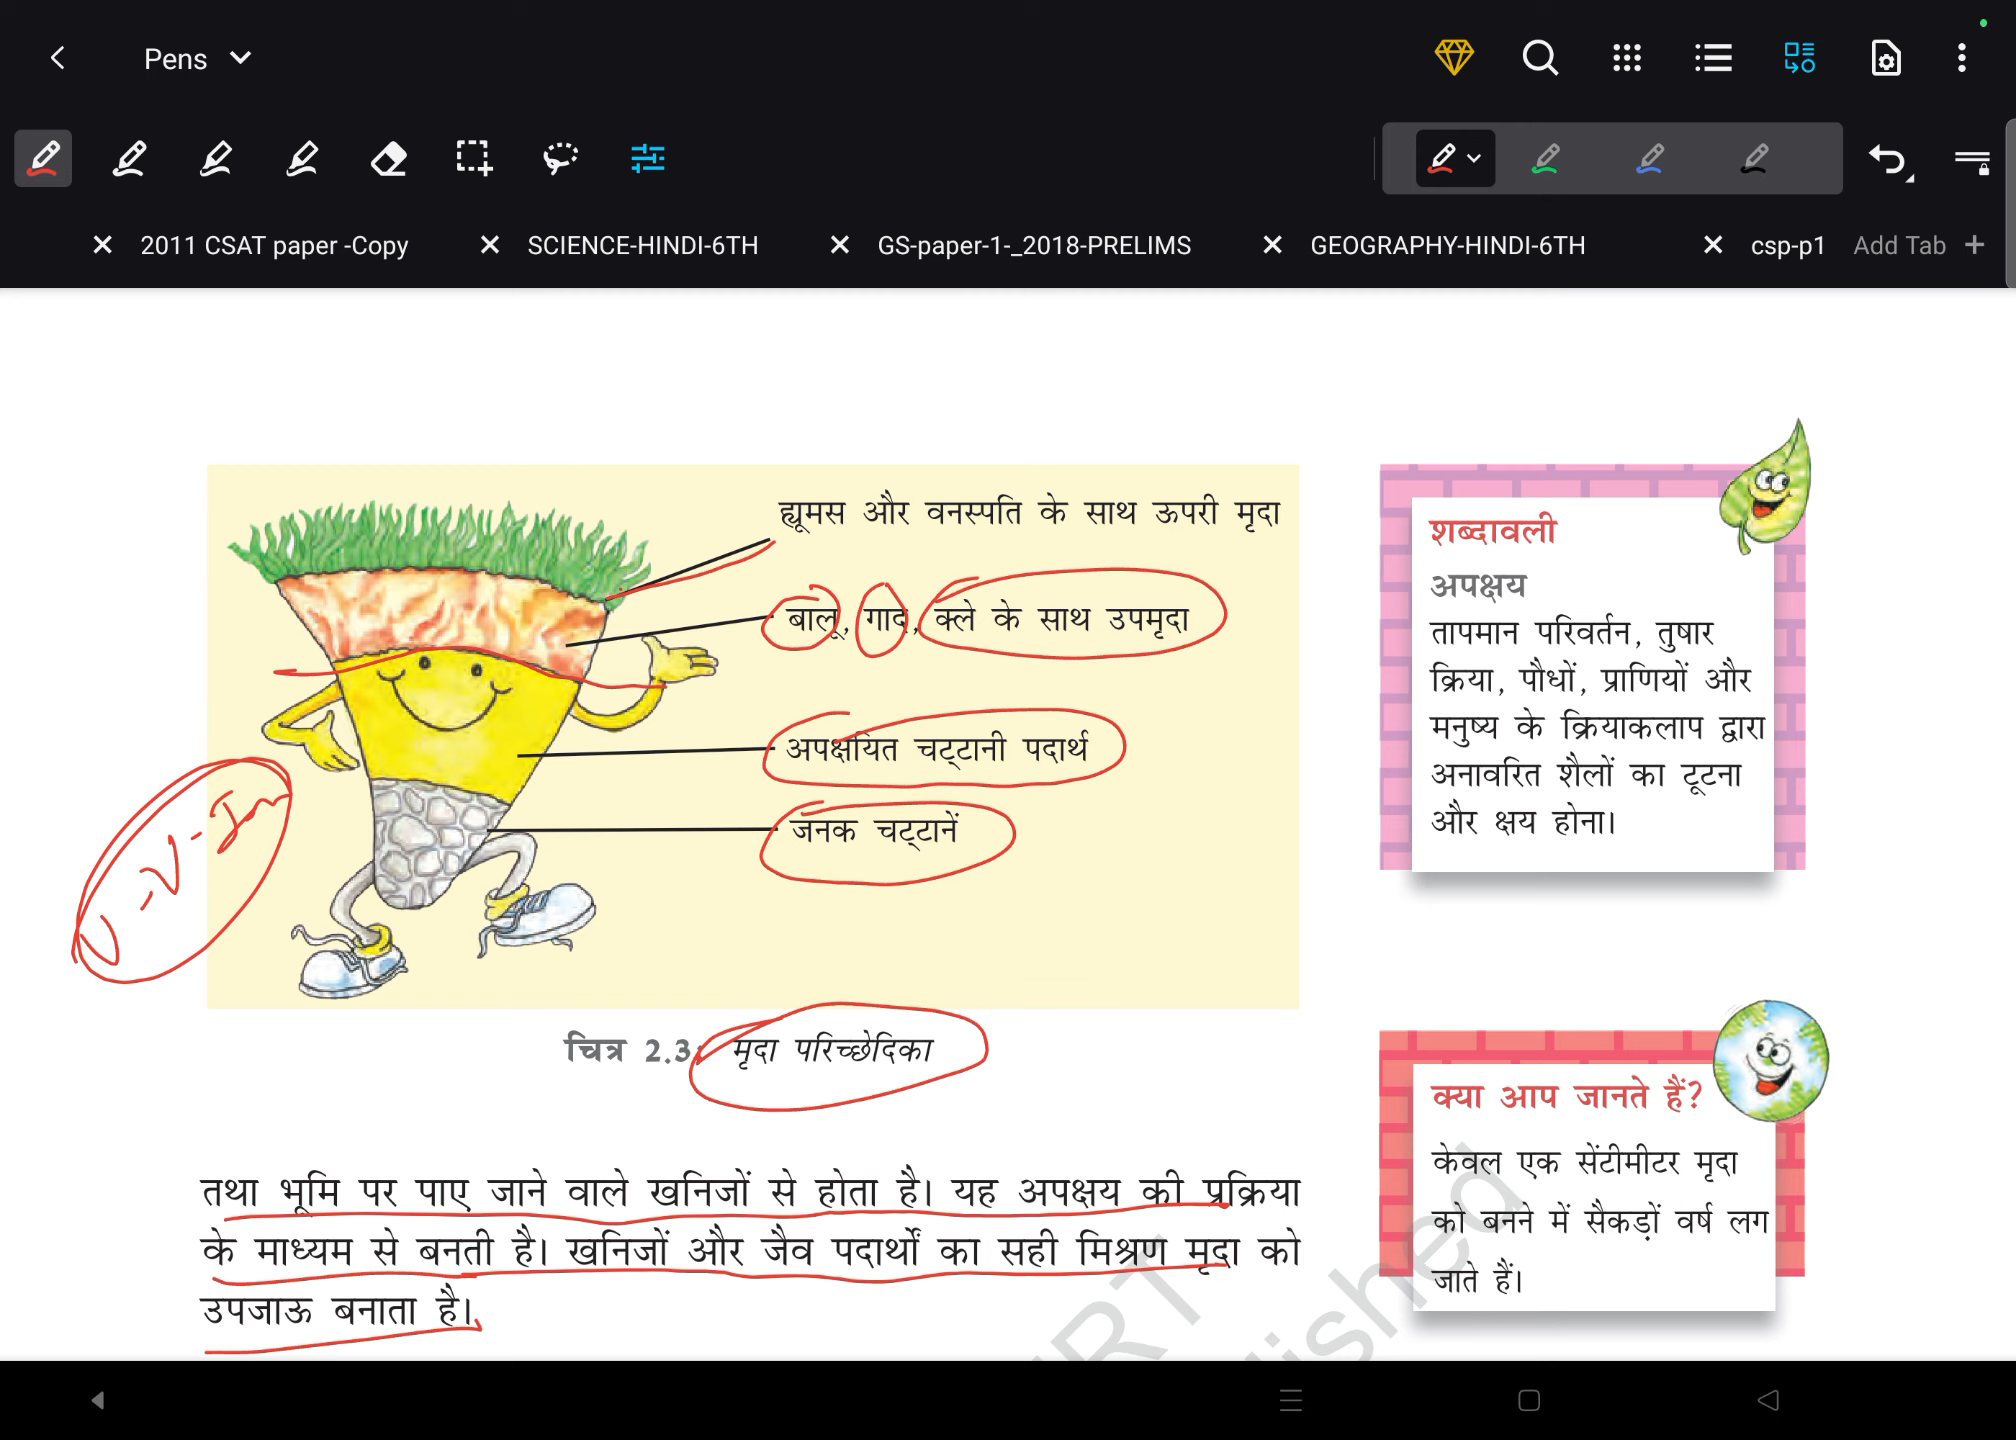 Pens
2011 CSAT paper -Copy
SCIENCE-HINDI-6TH
GS-paper-1-_2018-PRELIMS
GEOGRAPHY-HINDI-6TH
csp-p1
Add Tab +
ह्यूमस और वनस्पति के साथ ऊपरी मृदा
बालू, गाद, क्ले के साथ उपमृदा
अपक्षयित चट्टानी पदार्थ
जनक चट्टानें
V-V-Im
चित्र 2.3: मृदा परिच्छेदिका
तथा भूमि पर पाए जाने वाले खनिजों से होता है। यह अपक्षय की प्रक्रिया
के माध्यम से बनती है। खनिजों और जैव पदार्थों का सही मिश्रण मृदा को
उपजाऊ बनाता है।
शब्दावली
अपक्षय
तापमान परिवर्तन, तुषार
क्रिया, पौधों, प्राणियों और
मनुष्य के क्रियाकलाप द्वारा
अनावरित शैलों का टूटना
और क्षय होना।
क्या आप जानते हैं?
केवल एक सेंटीमीटर मृदा
को बनने में सैकड़ों वर्ष लग
जाते हैं।